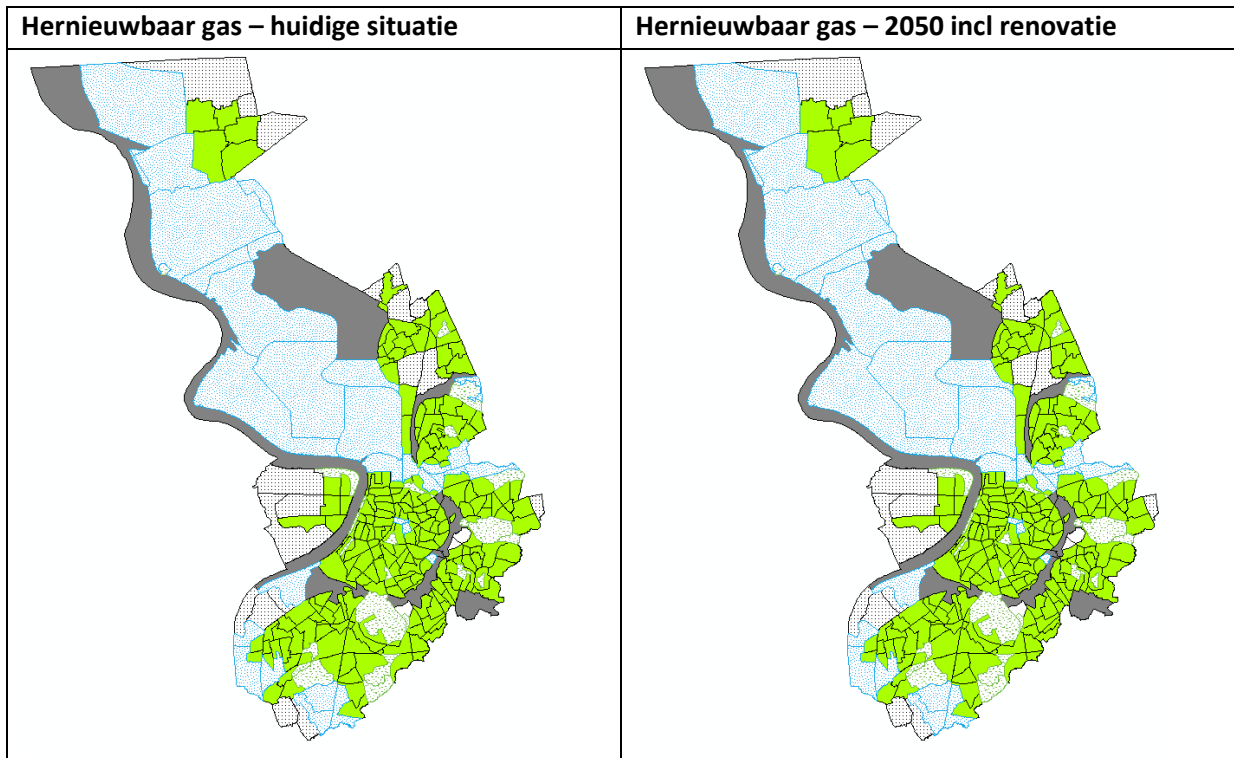 Hernieuwbaar gas – huidige situatie
Hernieuwbaar gas – 2050 incl renovatie